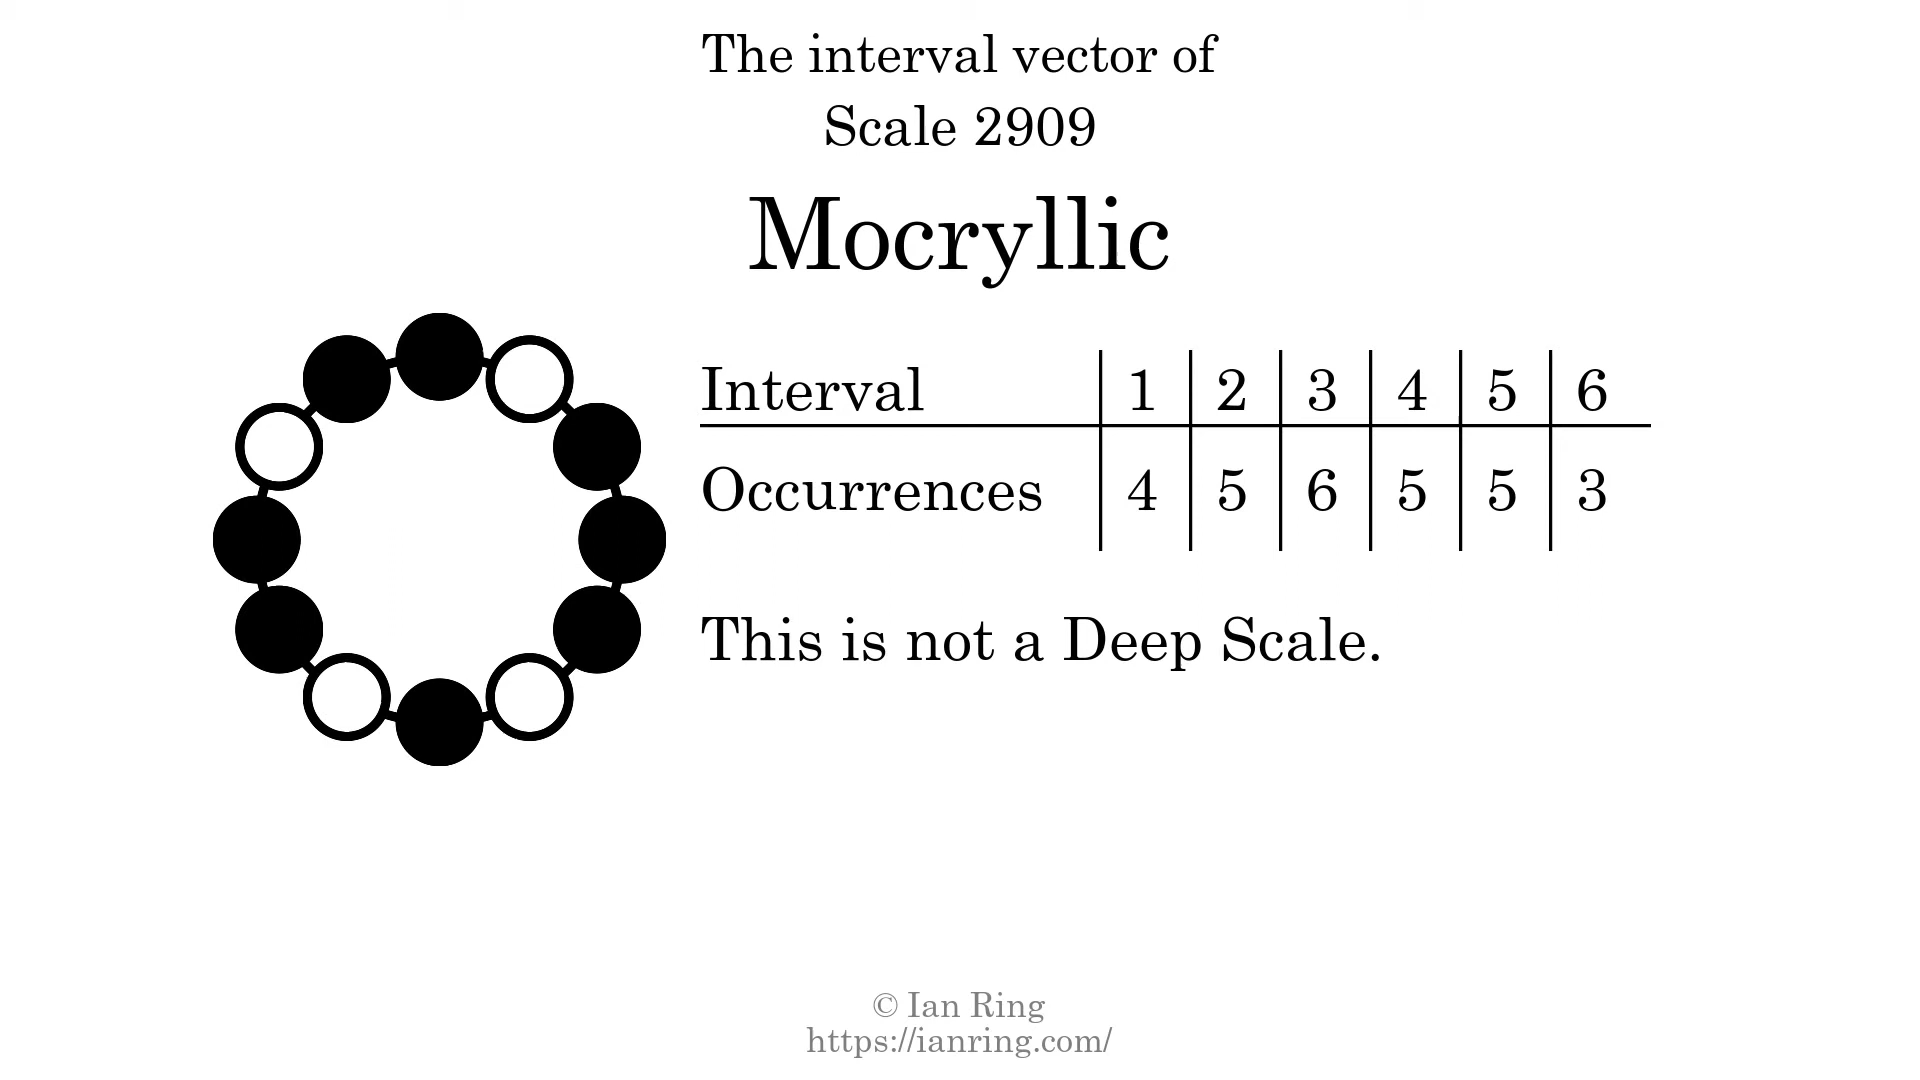 The interval vector of
Scale 2909
Mocryllic
Interval 1 2 3 4 5 6
Occurrences 4 5 6 5 5 3
This is not a Deep Scale.
© Ian Ring
https://ianring.com/